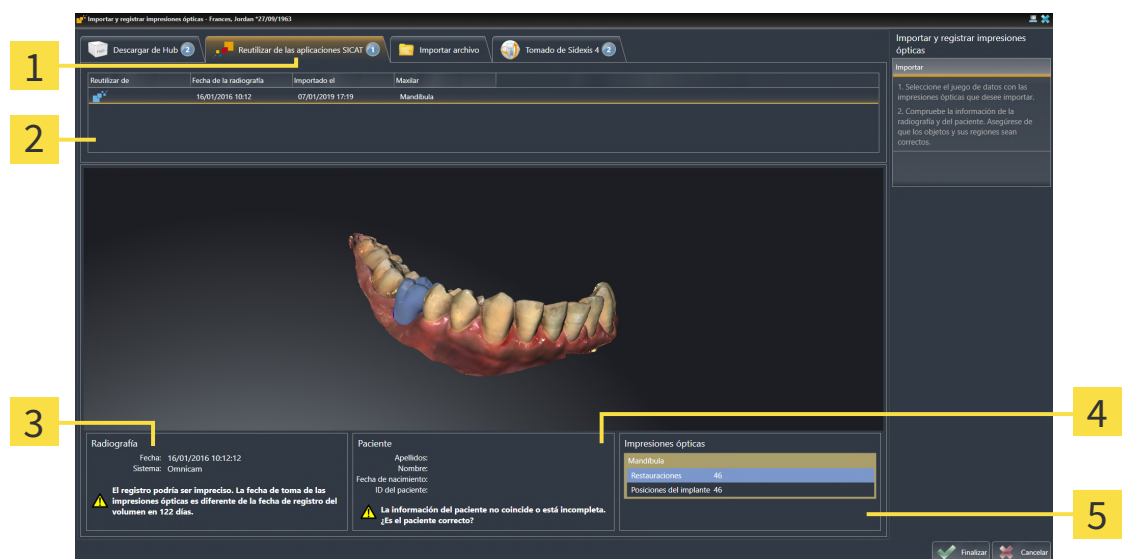 Importar y registrar impresiones ópticas - Frances, Jordan *27/09/1963
Descargar de Hub 2
Reutilizar de las aplicaciones SICAT 1
Importar archivo
Tomado de Sidexis 4 2
Importar y registrar impresiones
ópticas
Importar
1. Seleccione el juego de datos con las
impresiones ópticas que desee importar.
2. Compruebe la información de la
radiografía y del paciente. Asegúrese de
que los objetos y sus regiones sean
correctos.
1
Reutilizar de Fecha de la radiografía Importado el Maxilar
16/01/2016 10:12 07/01/2019 17:19 Mandíbula
2
3
Radiografía
Fecha: 16/01/2016 10:12:12
Sistema: Omnicam
El registro podría ser impreciso. La fecha de toma de las
impresiones ópticas es diferente de la fecha de registro del
volumen en 122 días.
Paciente
Apellidos:
Nombre:
Fecha de nacimiento:
ID del paciente:
La información del paciente no coincide o está incompleta.
¿Es el paciente correcto?
4
Impresiones ópticas
Mandíbula
Restauraciones 46
Posiciones del implante 46
5
Finalizar
Cancelar